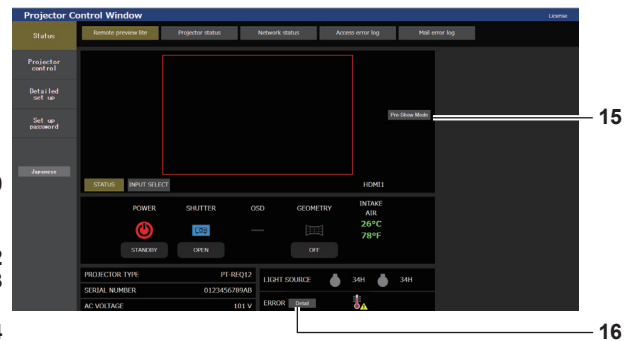 Projector Control Window
License
Status
Remote preview lite
Projector status
Network status
Access error log
Mail error log
Projector
control
Detailed
set up
Set up
password
Pre-Show Mode
15
Japanese
STATUS
INPUT SELECT
HDMI1
POWER
SHUTTER
OSD
GEOMETRY
INTAKE
AIR
26°C
78°F
STANDBY
OPEN
OFF
PROJECTOR TYPE
PT-REQ12
LIGHT SOURCE
34H
34H
SERIAL NUMBER
0123456789AB
AC VOLTAGE
101 V
ERROR
Detail
16